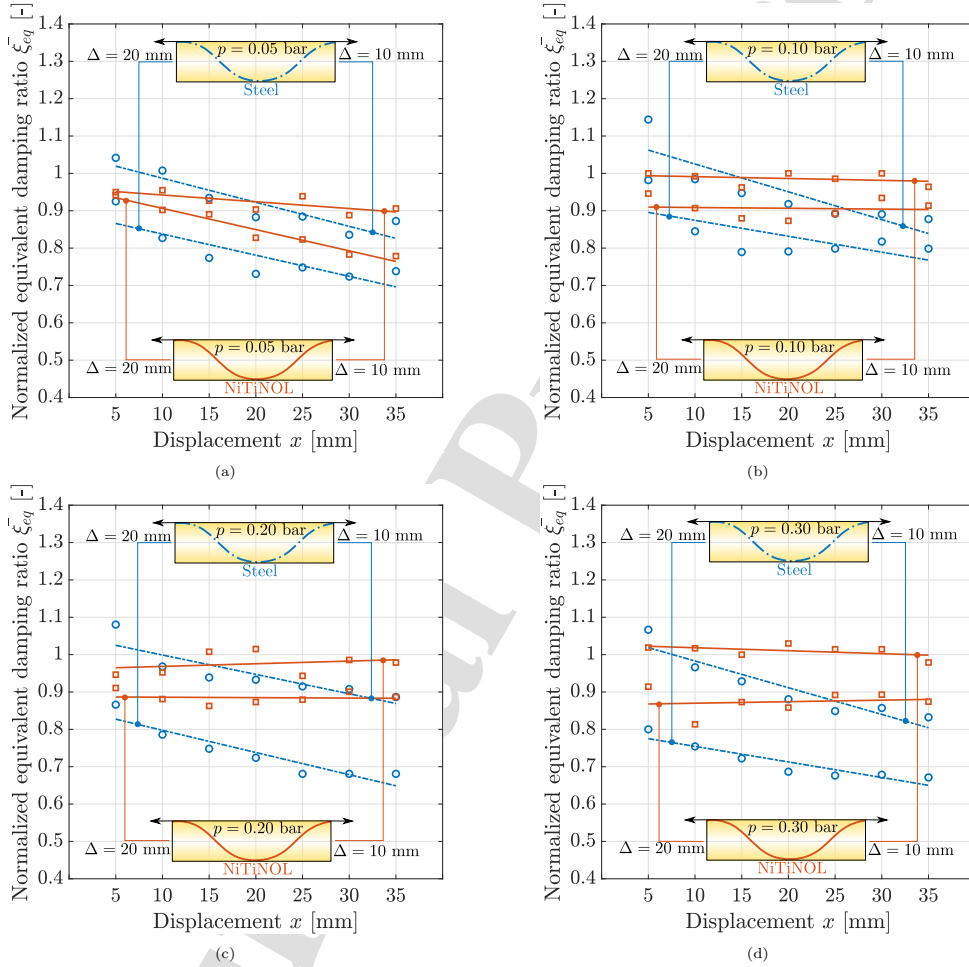 Normalized equivalent damping ratio ξ̄eq [-]
1.4
1.3
1.2
1.1
1
0.9
0.8
0.7
0.6
0.5
0.4
Δ = 20 mm
p = 0.05 bar
Δ = 10 mm
Steel
p = 0.05 bar
Δ = 20 mm
Δ = 10 mm
NiTiNOL
5 10 15 20 25 30 35
Displacement x [mm]
(a)
Normalized equivalent damping ratio ξ̄eq [-]
1.4
1.3
1.2
1.1
1
0.9
0.8
0.7
0.6
0.5
0.4
Δ = 20 mm
p = 0.10 bar
Δ = 10 mm
Steel
p = 0.10 bar
Δ = 20 mm
Δ = 10 mm
NiTiNOL
5 10 15 20 25 30 35
Displacement x [mm]
(b)
Normalized equivalent damping ratio ξ̄eq [-]
1.4
1.3
1.2
1.1
1
0.9
0.8
0.7
0.6
0.5
0.4
Δ = 20 mm
p = 0.20 bar
Δ = 10 mm
Steel
p = 0.20 bar
Δ = 20 mm
Δ = 10 mm
NiTiNOL
5 10 15 20 25 30 35
Displacement x [mm]
(c)
Normalized equivalent damping ratio ξ̄eq [-]
1.4
1.3
1.2
1.1
1
0.9
0.8
0.7
0.6
0.5
0.4
Δ = 20 mm
p = 0.30 bar
Δ = 10 mm
Steel
p = 0.30 bar
Δ = 20 mm
Δ = 10 mm
NiTiNOL
5 10 15 20 25 30 35
Displacement x [mm]
(d)